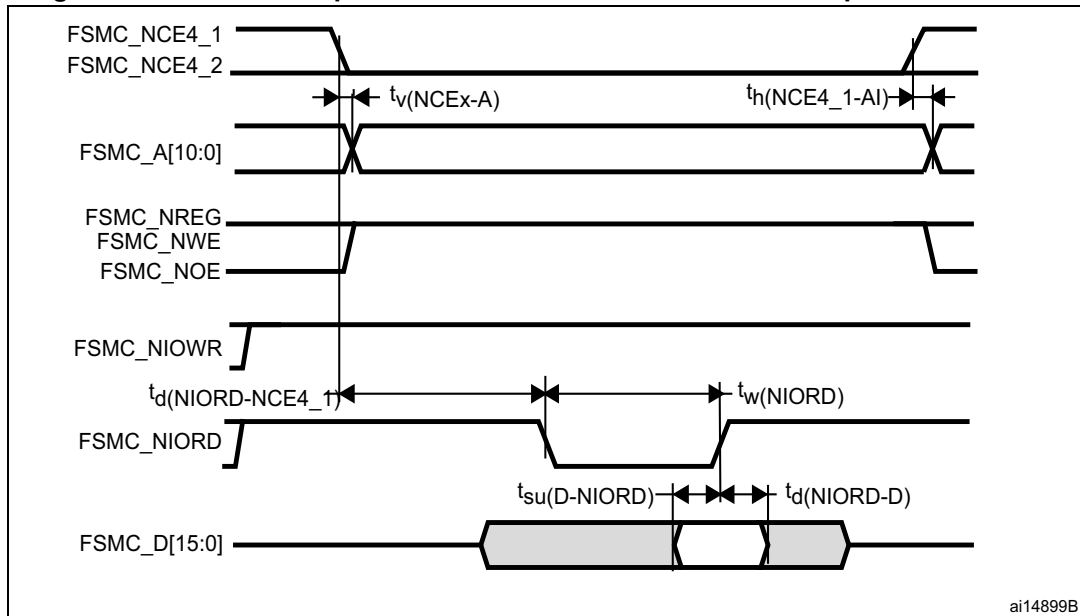 FSMC_NCE4_1
FSMC_NCE4_2
tv(NCEx-A)
th(NCE4_1-AI)
FSMC_A[10:0]
FSMC_NREG
FSMC_NWE
FSMC_NOE
FSMC_NIOWR
td(NIORD-NCE4_1)
tw(NIORD)
FSMC_NIORD
tsu(D-NIORD)
td(NIORD-D)
FSMC_D[15:0]
ai14899B